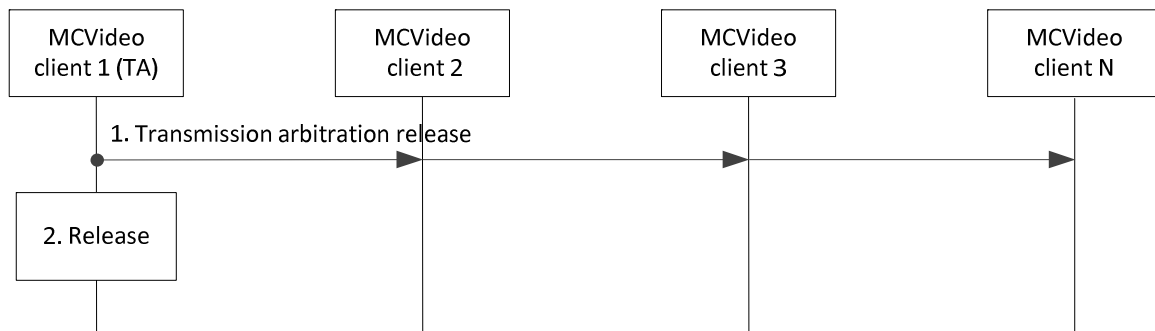 MCVideo
client 1 (TA)
MCVideo
client 2
MCVideo
client 3
MCVideo
client N
1. Transmission arbitration release
2. Release